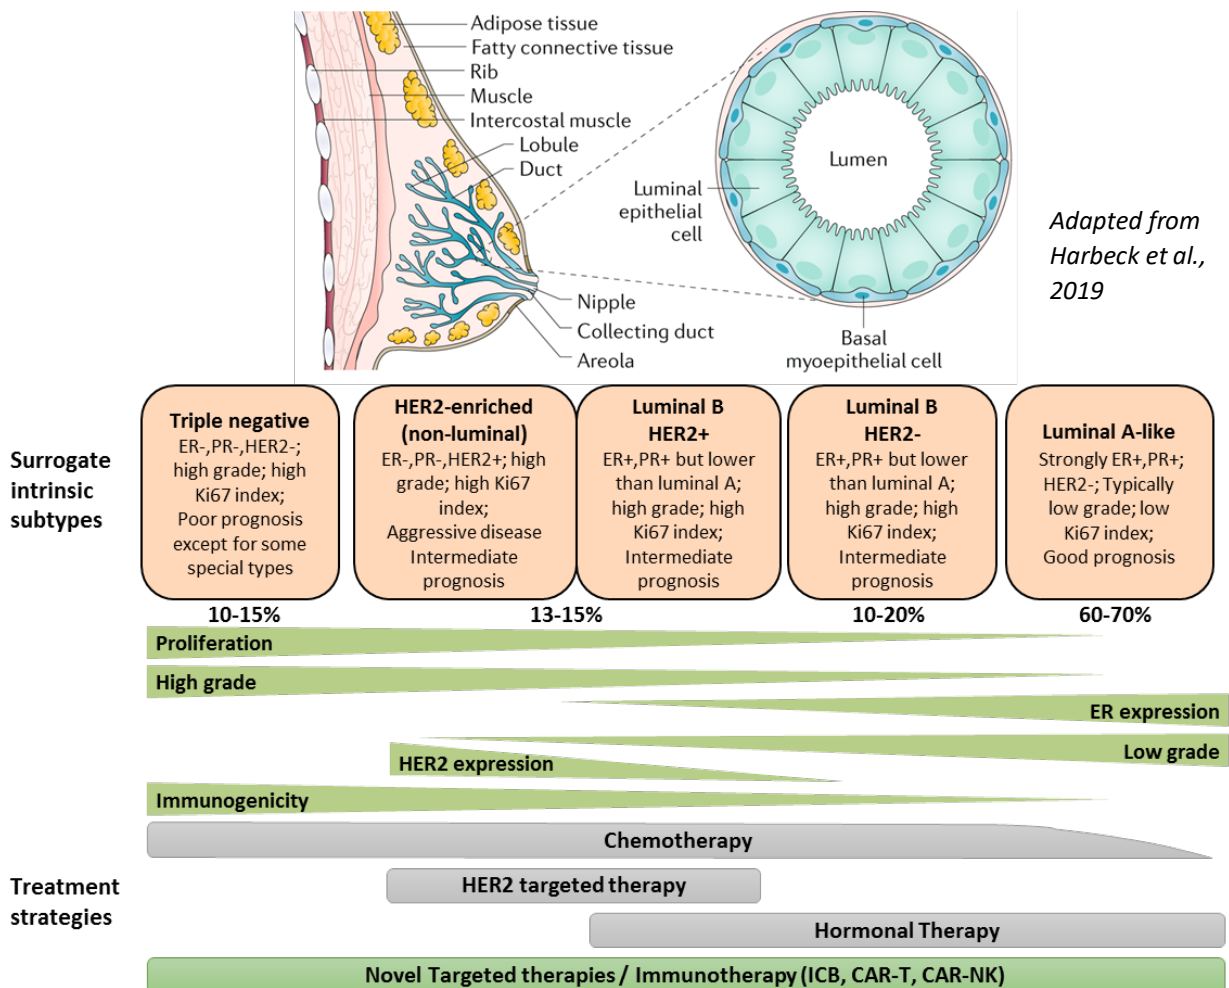 Adipose tissue
Fatty connective tissue
Rib
Muscle
Intercostal muscle
Lobule
Duct
Nipple
Collecting duct
Areola
Lumen
Luminal
epithelial
cell
Basal
myoepithelial cell
Adapted from
Harbeck et al.,
2019
Surrogate
intrinsic
subtypes
Triple negative
ER-,PR-,HER2-;
high grade; high
Ki67 index;
Poor prognosis
except for some
special types
HER2-enriched
(non-luminal)
ER-,PR-,HER2+; high
grade; high Ki67
index;
Aggressive disease
Intermediate
prognosis
Luminal B
HER2+
ER+,PR+ but lower
than luminal A;
high grade; high
Ki67 index;
Intermediate
prognosis
Luminal B
HER2-
ER+,PR+ but lower
than luminal A;
high grade; high
Ki67 index;
Intermediate
prognosis
Luminal A-like
Strongly ER+,PR+;
HER2-; Typically
low grade; low
Ki67 index;
Good prognosis
10-15%
13-15%
10-20%
60-70%
Proliferation
High grade
ER expression
Low grade
HER2 expression
Immunogenicity
Treatment
strategies
Chemotherapy
HER2 targeted therapy
Hormonal Therapy
Novel Targeted therapies / Immunotherapy (ICB, CAR-T, CAR-NK)